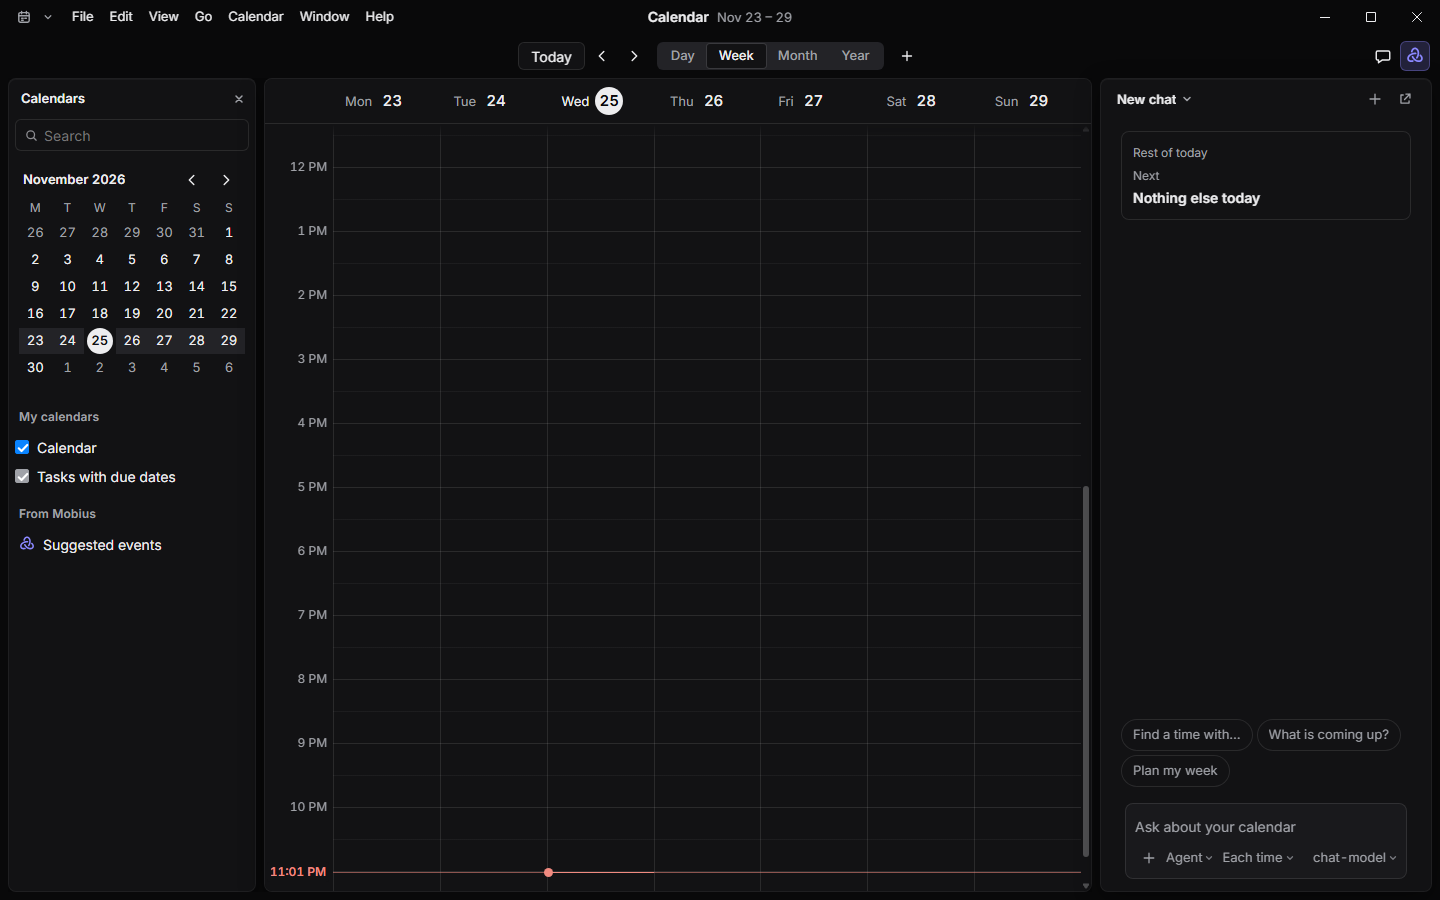 File Edit View Go Calendar Window Help
Calendar Nov 23 – 29
Today Day Week Month Year
Calendars
Search
November 2026
M T W T F S S
26 27 28 29 30 31 1
2 3 4 5 6 7 8
9 10 11 12 13 14 15
16 17 18 19 20 21 22
23 24 25 26 27 28 29
30 1 2 3 4 5 6
My calendars
Calendar
Tasks with due dates
From Mobius
Suggested events
Mon 23 Tue 24 Wed 25 Thu 26 Fri 27 Sat 28 Sun 29
12 PM
1 PM
2 PM
3 PM
4 PM
5 PM
6 PM
7 PM
8 PM
9 PM
10 PM
11:01 PM
New chat
Rest of today
Next
Nothing else today
Find a time with... What is coming up?
Plan my week
Ask about your calendar
Agent Each time chat-model